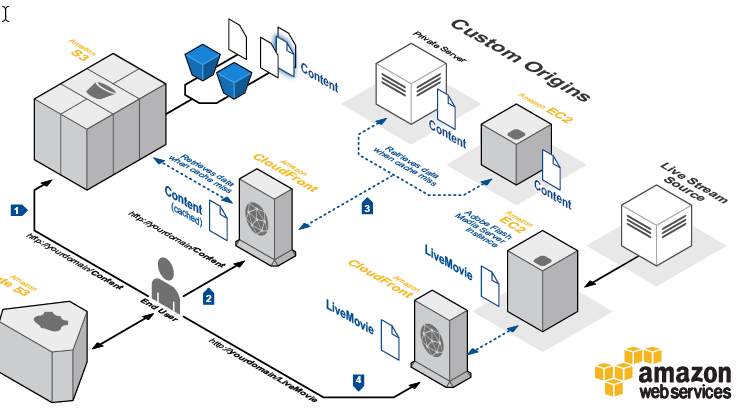 Amazon
S3
Content
Custom Origins
Private Server
Content
Amazon EC2
Content
Retrieves data
when cache miss
Amazon
CloudFront
Content
(cached)
Retrieves data
when cache miss
3
1
http://yourdomain/Content
http://yourdomain/Content
2
End User
te 53
Amazon
EC2
Adobe Flash
Media Server
Instance
Live Stream
Source
LiveMovie
Amazon
CloudFront
LiveMovie
http://yourdomain/LiveMovie
4
amazon
web services